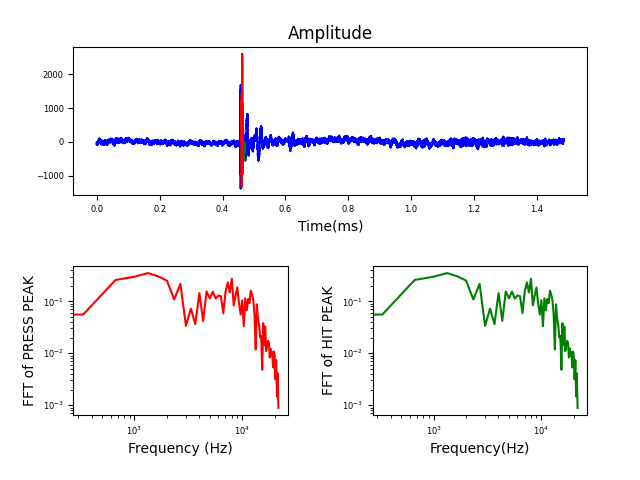 Amplitude
2000
1000
0
−1000
0.0 0.2 0.4 0.6 0.8 1.0 1.2 1.4
Time(ms)
FFT of PRESS PEAK
10⁻¹
10⁻²
10⁻³
10³ 10⁴
Frequency (Hz)
FFT of HIT PEAK
10⁻¹
10⁻²
10⁻³
10³ 10⁴
Frequency(Hz)